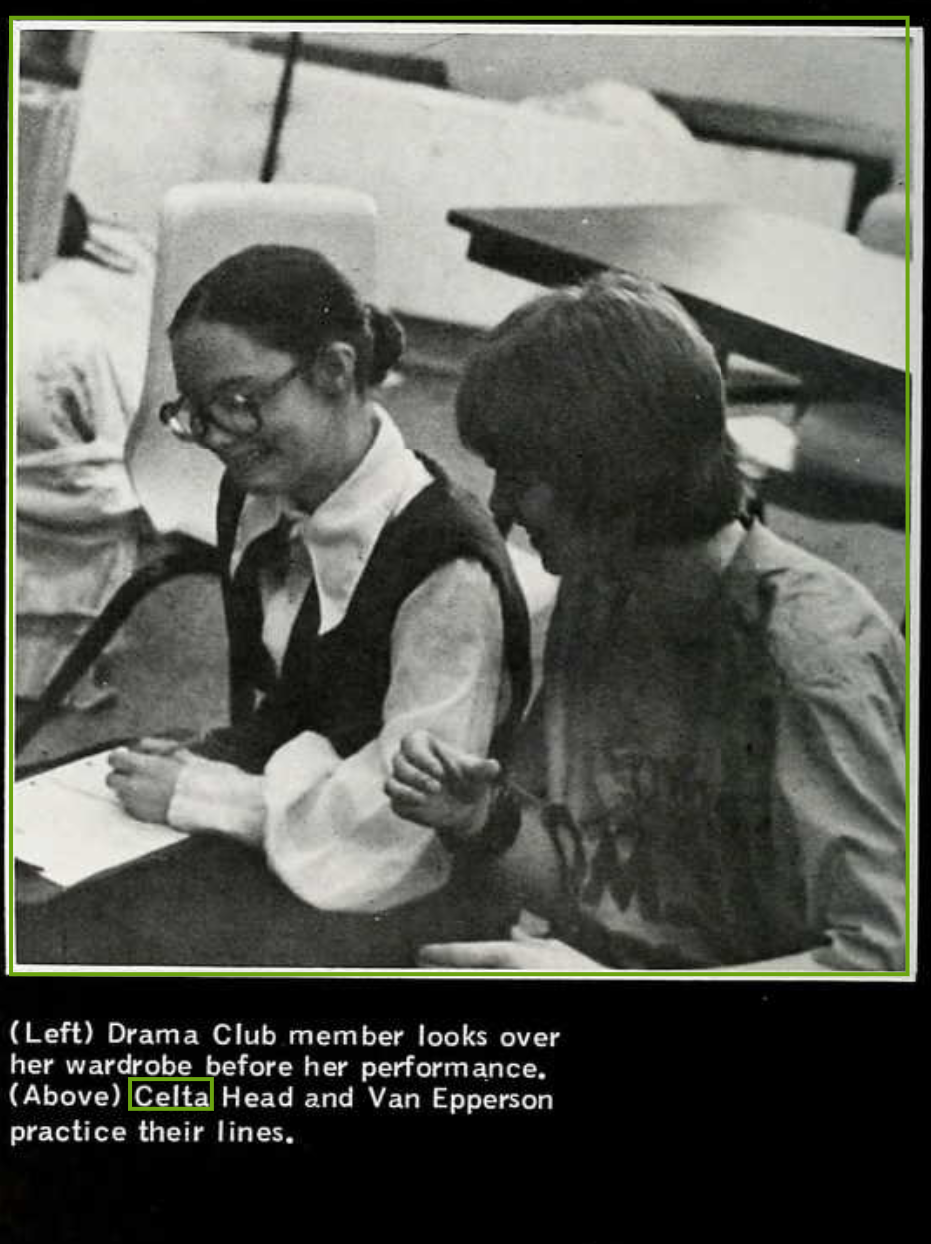 (Left) Drama Club member looks over
her wardrobe before her performance.
(Above) Celta Head and Van Epperson
practice their lines.